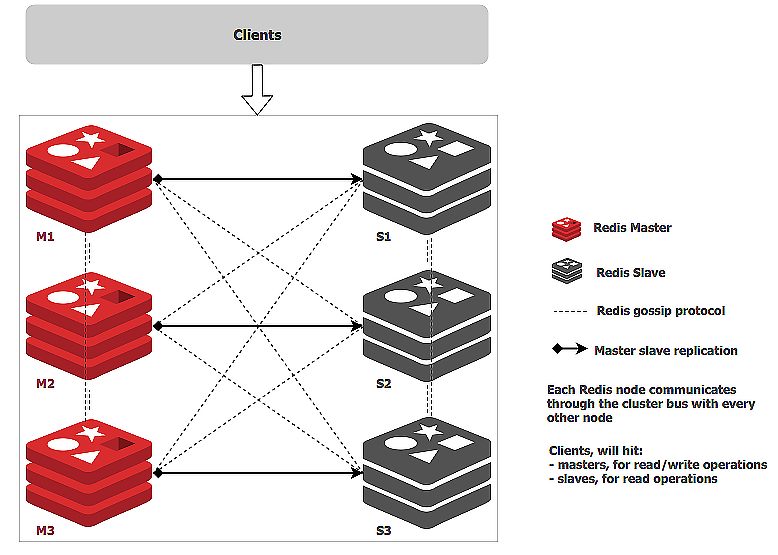 Clients
M1
S1
M2
S2
M3
S3
Redis Master
Redis Slave
Redis gossip protocol
Master slave replication
Each Redis node communicates
through the cluster bus with every
other node
Clients, will hit:
- masters, for read/write operations
- slaves, for read operations